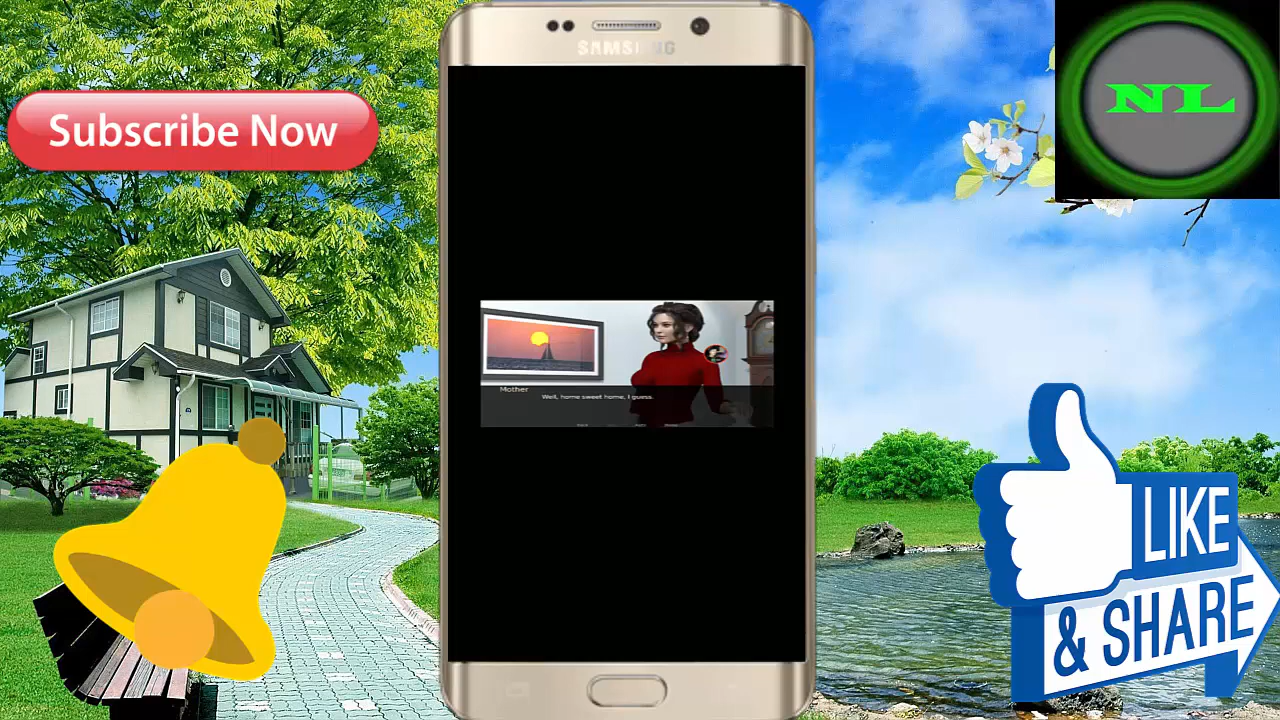 Subscribe Now
SAMSUNG
NL
Mother
Well, home sweet home, I guess.
LIKE
& SHARE